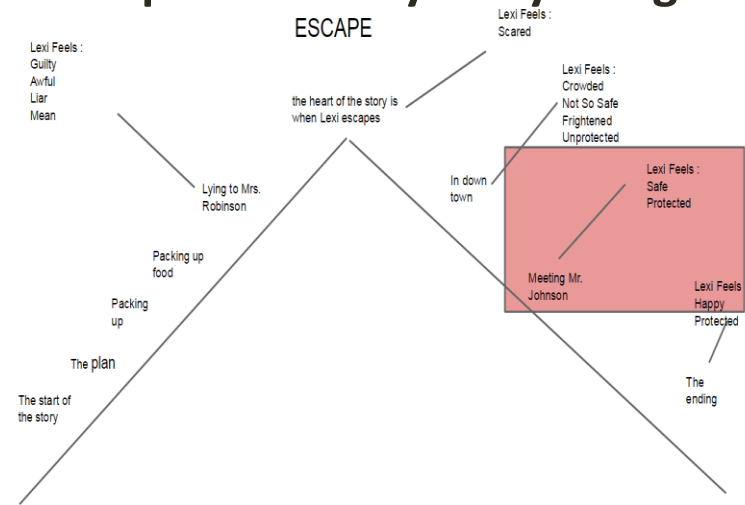 ESCAPE
Lexi Feels :
Scared
Lexi Feels :
Guilty
Awful
Liar
Mean
the heart of the story is
when Lexi escapes
Lexi Feels :
Crowded
Not So Safe
Frightened
Unprotected
In down
town
Lexi Feels :
Safe
Protected
Lying to Mrs.
Robinson
Packing up
food
Meeting Mr.
Johnson
Lexi Feels
Happy
Protected
Packing
up
The plan
The
ending
The start of
the story